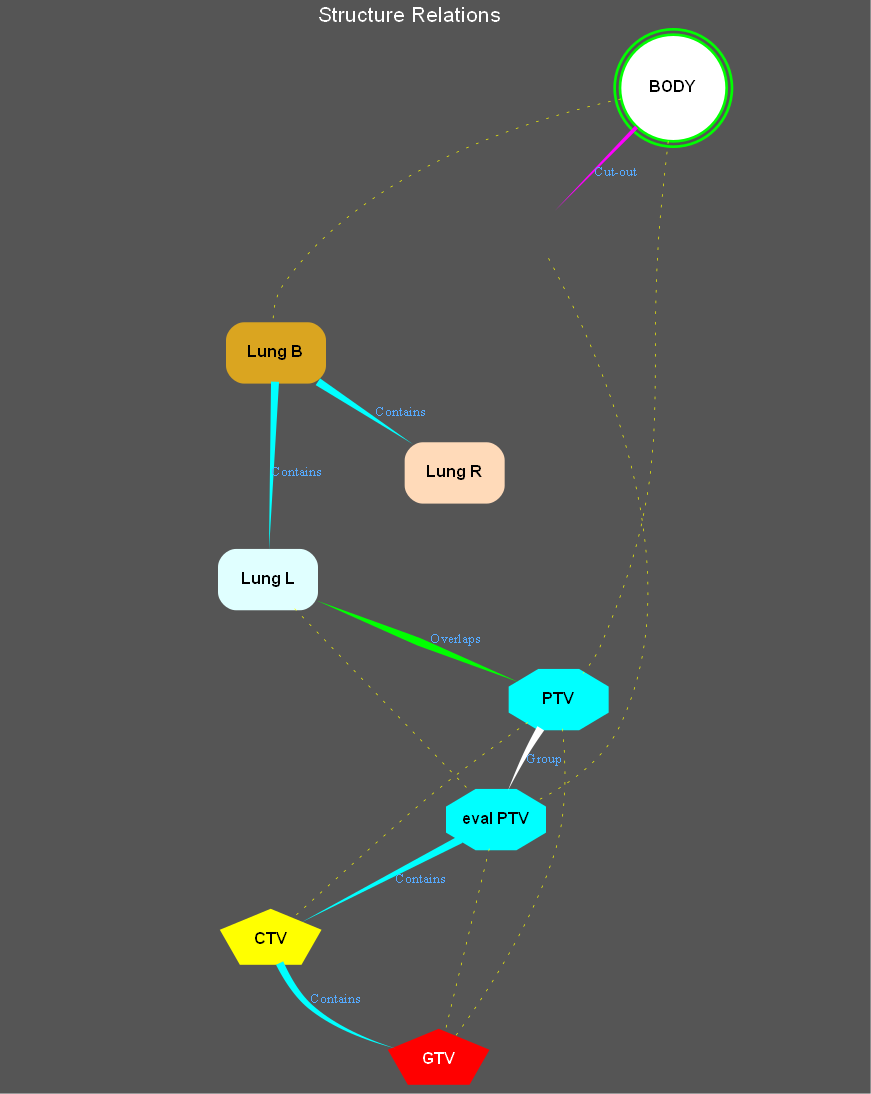 Structure Relations
BODY
Cut-out
Lung B
Contains
Lung R
Contains
Lung L
Overlaps
PTV
Group
eval PTV
Contains
CTV
Contains
GTV